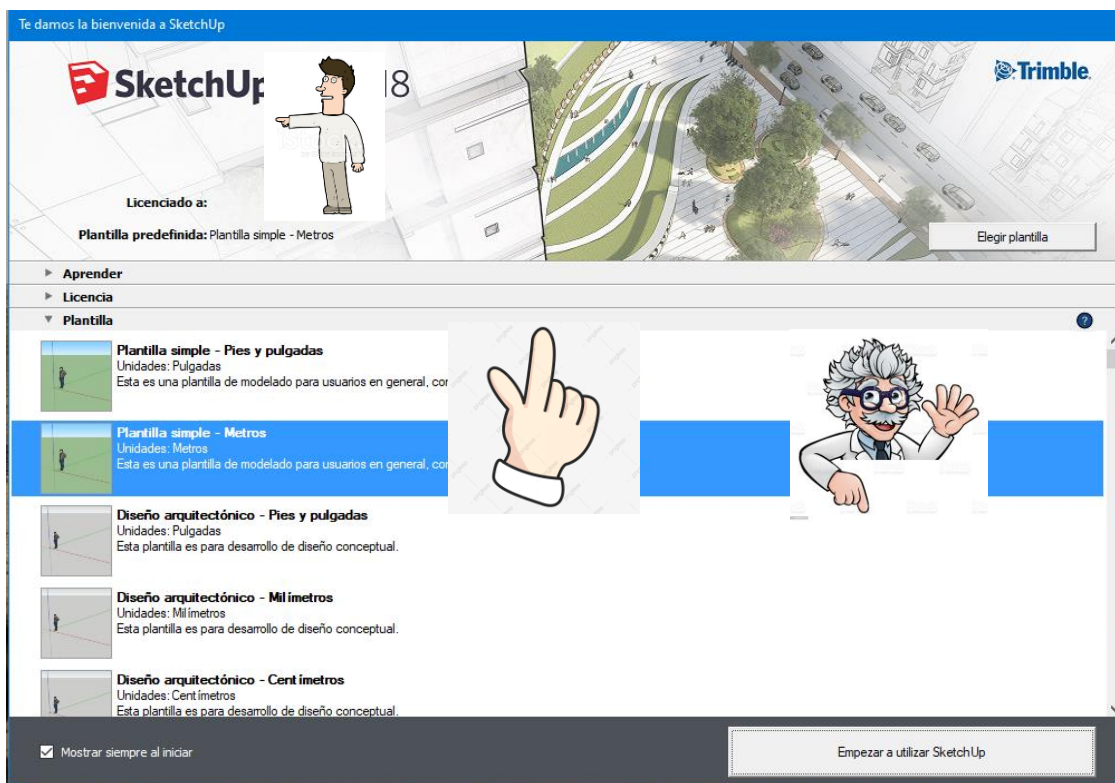 Te damos la bienvenida a SketchUp
SketchUp 18
Trimble.
Licenciado a:
Plantilla predefinida: Plantilla simple - Metros
Elegir plantilla
Aprender
Licencia
Plantilla
?
Plantilla simple - Pies y pulgadas
Unidades: Pulgadas
Esta es una plantilla de modelado para usuarios en general,
Plantilla simple - Metros
Unidades: Metros
Esta es una plantilla de modelado para usuarios en general,
Diseño arquitectónico - Pies y pulgadas
Unidades: Pulgadas
Esta plantilla es para desarrollo de diseño conceptual.
Diseño arquitectónico - Milímetros
Unidades: Milímetros
Esta plantilla es para desarrollo de diseño conceptual.
Diseño arquitectónico - Centímetros
Unidades: Centímetros
Esta plantilla es para desarrollo de diseño conceptual.
Mostrar siempre al iniciar
Empezar a utilizar SketchUp